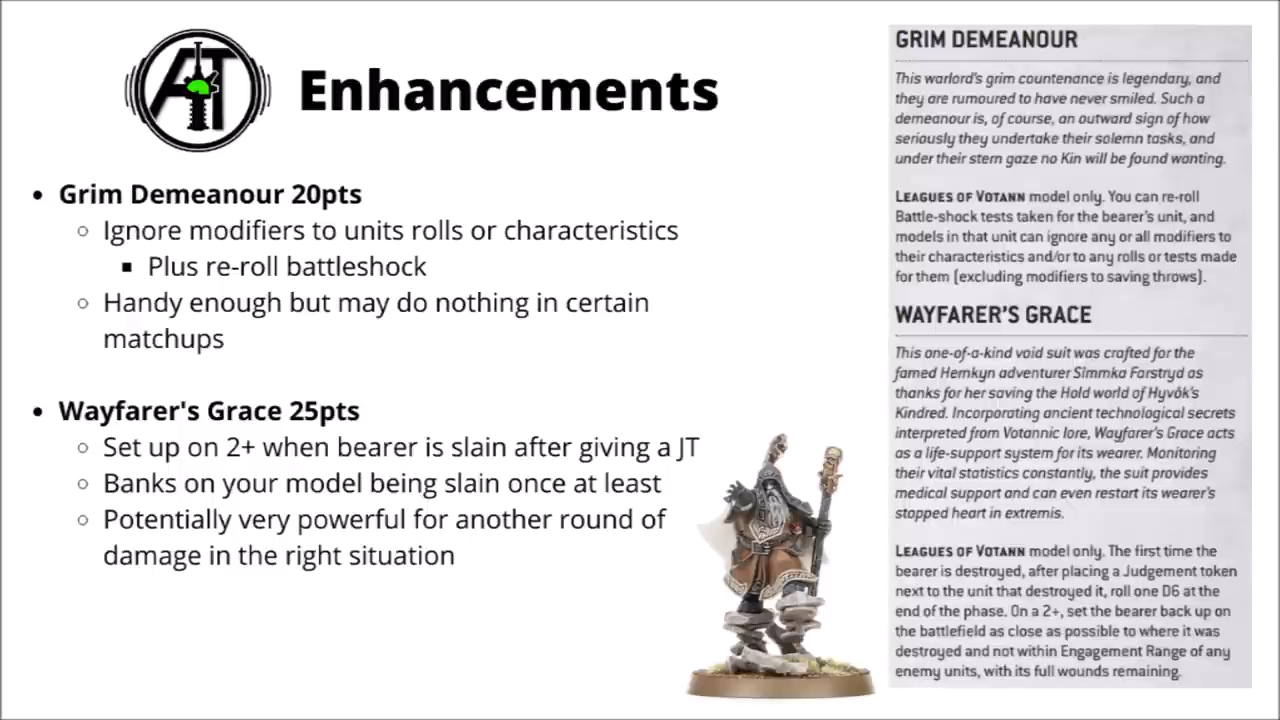 AT
Enhancements
• Grim Demeanour 20pts
○ Ignore modifiers to units rolls or characteristics
▪ Plus re-roll battleshock
○ Handy enough but may do nothing in certain
matchups
• Wayfarer's Grace 25pts
○ Set up on 2+ when bearer is slain after giving a JT
○ Banks on your model being slain once at least
○ Potentially very powerful for another round of
damage in the right situation
GRIM DEMEANOUR
This warlord's grim countenance is legendary, and
they are rumoured to have never smiled. Such a
demeanour is, of course, an outward sign of how
seriously they undertake their solemn tasks, and
under their stern gaze no Kin will be found wanting.
LEAGUES OF VOTANN model only. You can re-roll
Battle-shock tests taken for the bearer's unit, and
models in that unit can ignore any or all modifiers to
their characteristics and/or to any rolls or tests made
for them (excluding modifiers to saving throws).
WAYFARER'S GRACE
This one-of-a-kind void suit was crafted for the
famed Hernkyn adventurer Simmka Farstryd as
thanks for her saving the Hold world of Hyvôk's
Kindred. Incorporating ancient technological secrets
interpreted from Votannic lore, Wayfarer's Grace acts
as a life-support system for its wearer. Monitoring
their vital statistics constantly, the suit provides
medical support and can even restart its wearer's
stopped heart in extremis.
LEAGUES OF VOTANN model only. The first time the
bearer is destroyed, after placing a Judgement token
next to the unit that destroyed it, roll one D6 at the
end of the phase. On a 2+, set the bearer back up on
the battlefield as close as possible to where it was
destroyed and not within Engagement Range of any
enemy units, with its full wounds remaining.